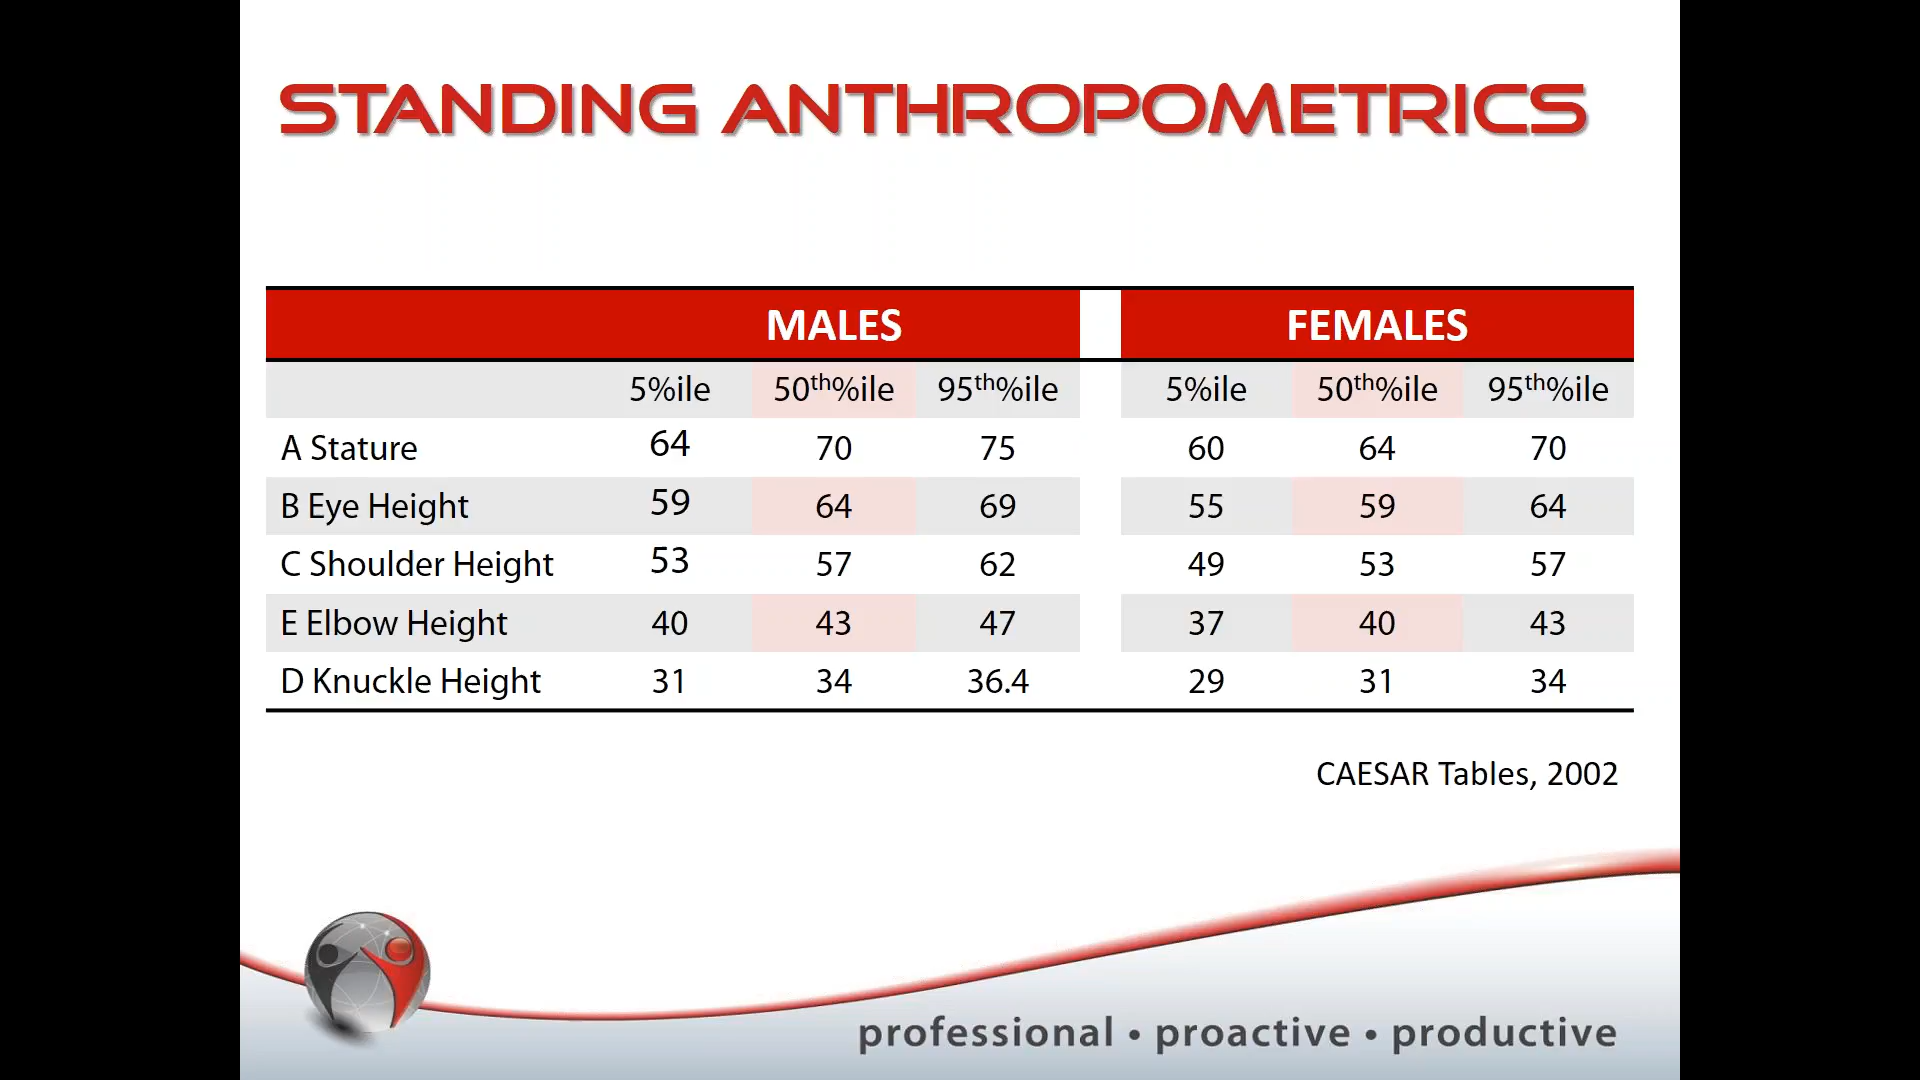 STANDING ANTHROPOMETRICS
MALES FEMALES
5%ile 50th%ile 95th%ile 5%ile 50th%ile 95th%ile
A Stature 64 70 75 60 64 70
B Eye Height 59 64 69 55 59 64
C Shoulder Height 53 57 62 49 53 57
E Elbow Height 40 43 47 37 40 43
D Knuckle Height 31 34 36.4 29 31 34
CAESAR Tables, 2002
professional • proactive • productive